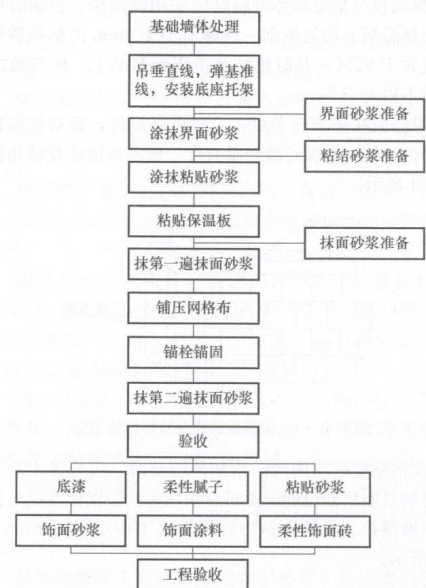 基础墙体处理
吊垂直线,弹基准
线,安装底座托架
界面砂浆准备
涂抹界面砂浆
粘结砂浆准备
涂抹粘贴砂浆
粘贴保温板
抹面砂浆准备
抹第一遍抹面砂浆
铺压网格布
锚栓锚固
抹第二遍抹面砂浆
验收
底漆
柔性腻子
粘贴砂浆
饰面砂浆
饰面涂料
柔性饰面砖
工程验收